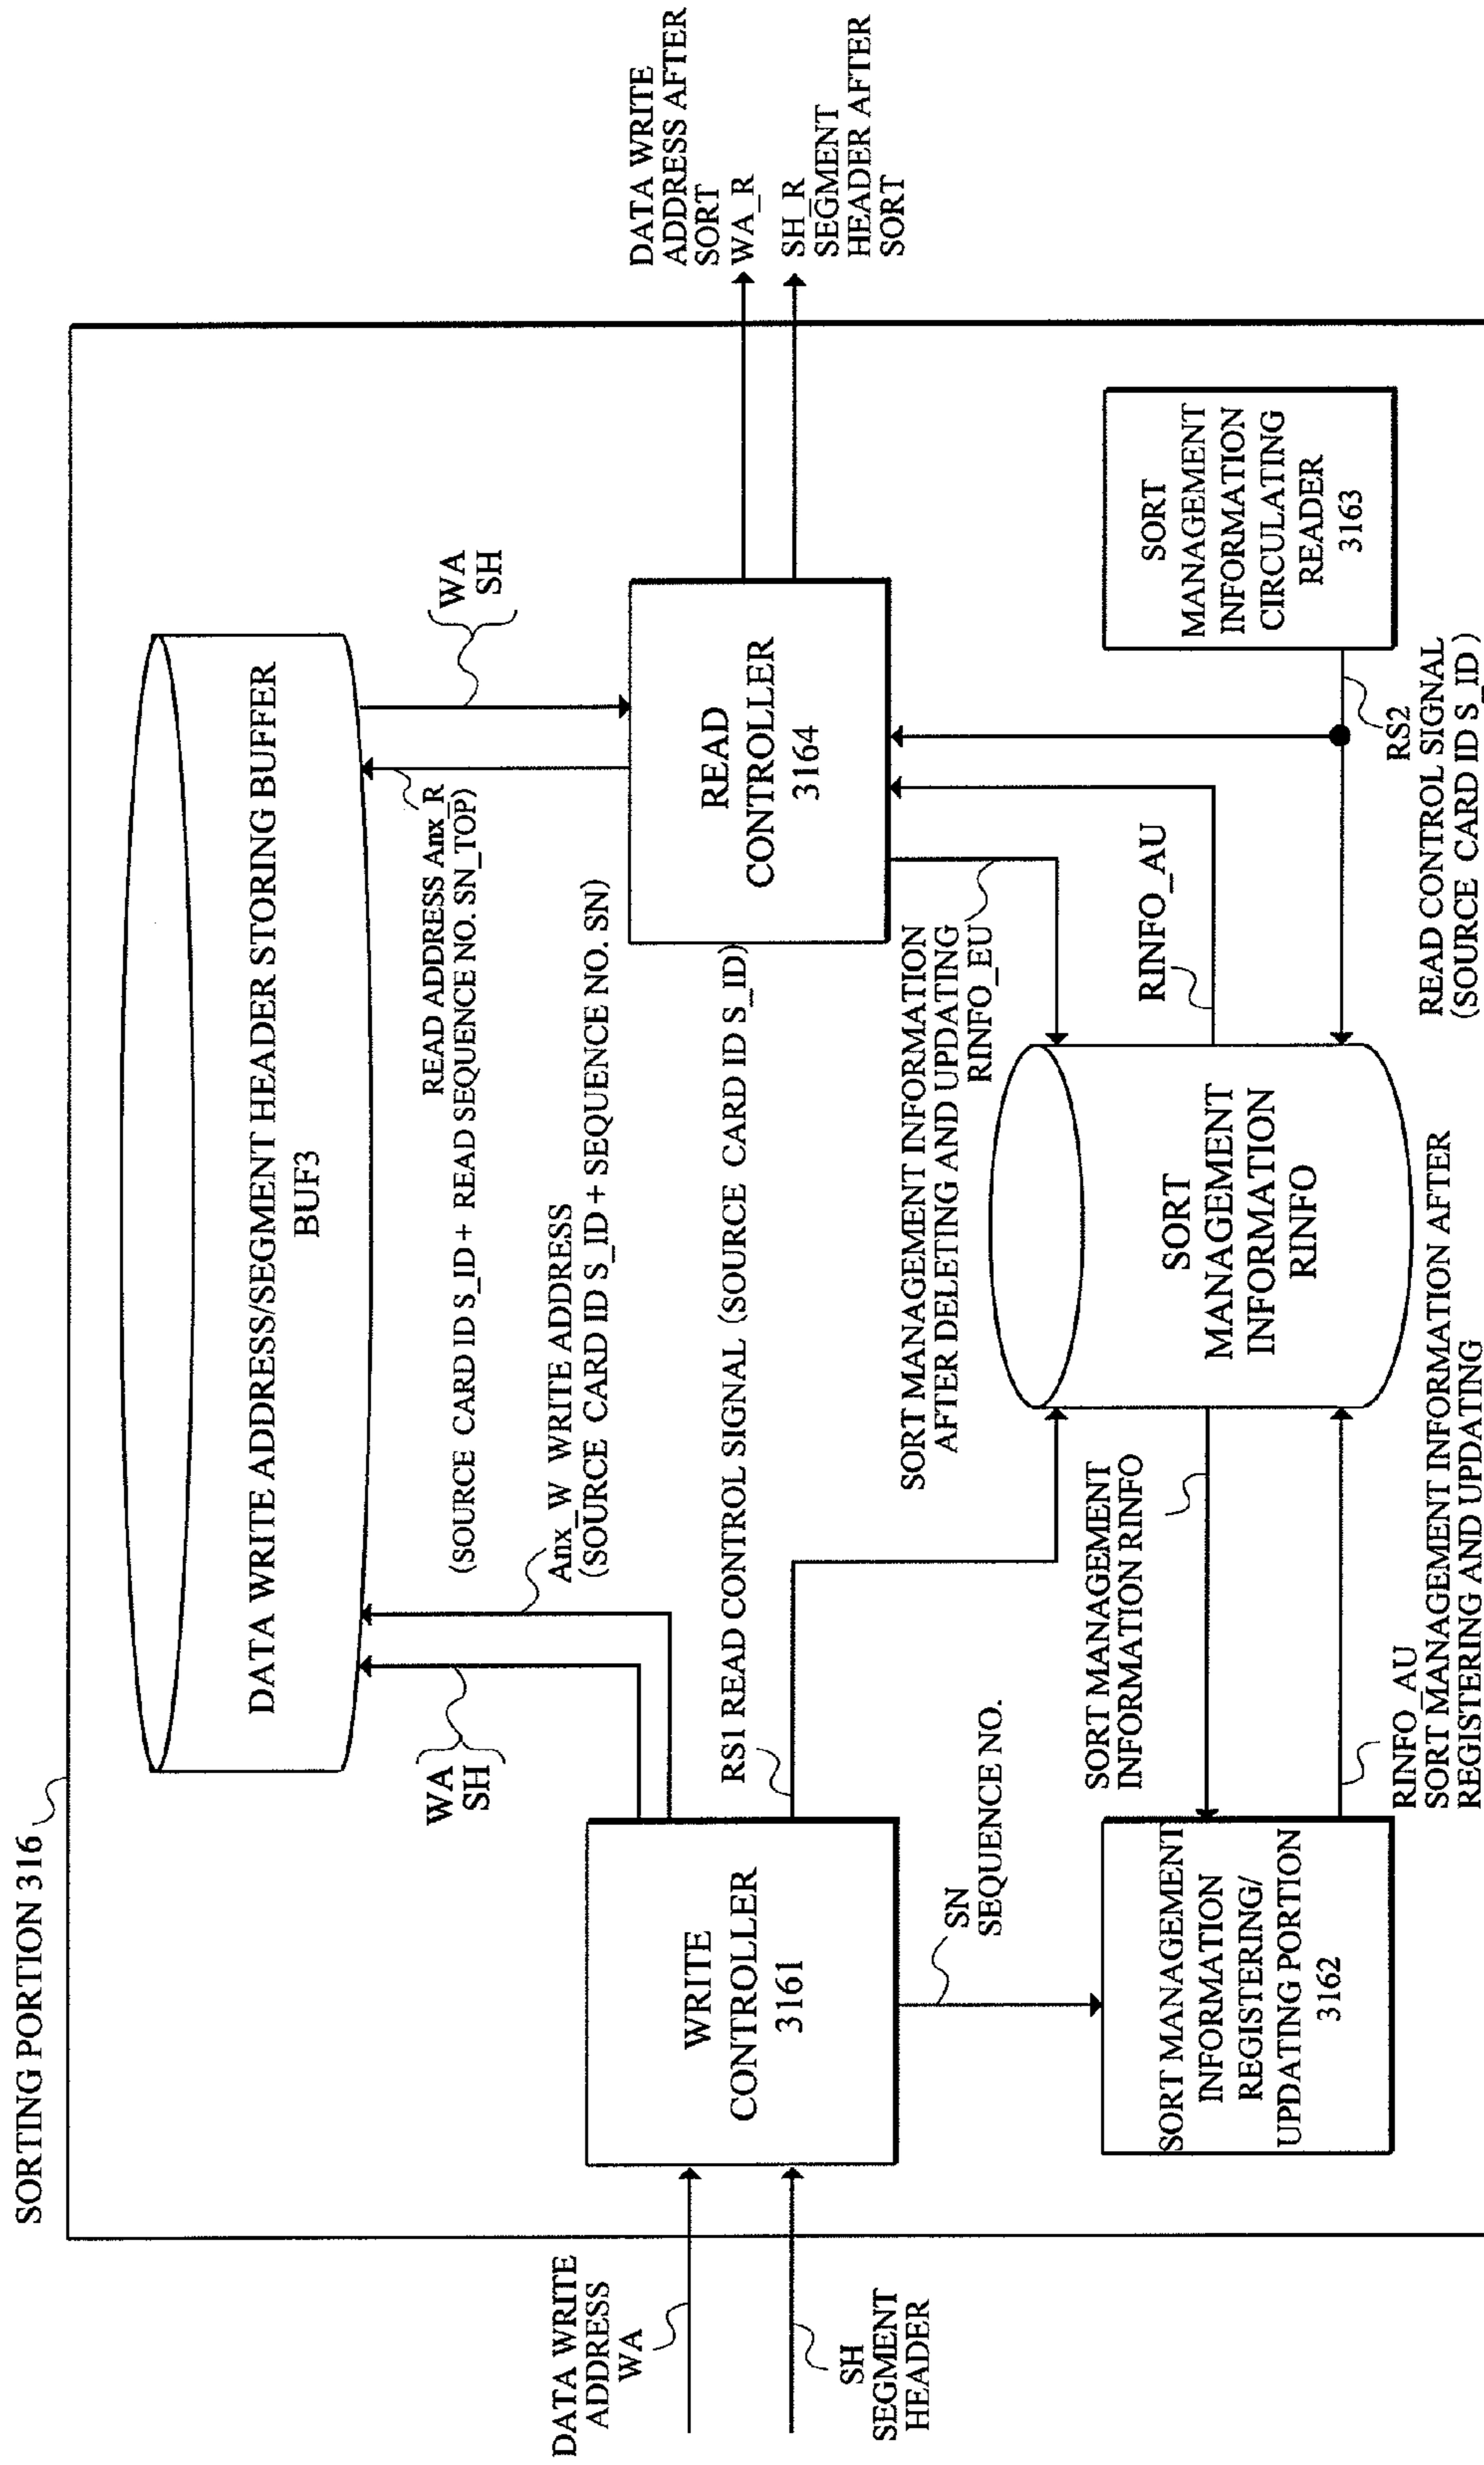 SORTING PORTION 316
DATA WRITE ADDRESS/SEGMENT HEADER STORING BUFFER
BUF3
WA
SH
Anx_W WRITE ADDRESS
(SOURCE CARD ID S_ID + SEQUENCE NO. SN)
READ ADDRESS Anx_R
(SOURCE CARD ID S_ID + READ SEQUENCE NO. SN_TOP)
WA
SH
DATA WRITE
ADDRESS
WA
SH
SEGMENT
HEADER
WRITE
CONTROLLER
3161
RS1 READ CONTROL SIGNAL (SOURCE CARD ID S_ID)
READ
CONTROLLER
3164
DATA WRITE
ADDRESS AFTER
SORT
WA_R
SH_R
SEGMENT
HEADER AFTER
SORT
SN
SEQUENCE NO.
SORT MANAGEMENT INFORMATION
AFTER DELETING AND UPDATING
RINFO_EU
RINFO_AU
SORT MANAGEMENT
INFORMATION
REGISTERING/
UPDATING PORTION
3162
SORT MANAGEMENT
INFORMATION RINFO
SORT
MANAGEMENT
INFORMATION
RINFO
SORT
MANAGEMENT
INFORMATION
CIRCULATING
READER
3163
RINFO_AU
SORT MANAGEMENT INFORMATION AFTER
REGISTERING AND UPDATING
RS2
READ CONTROL SIGNAL
(SOURCE CARD ID S_ID )